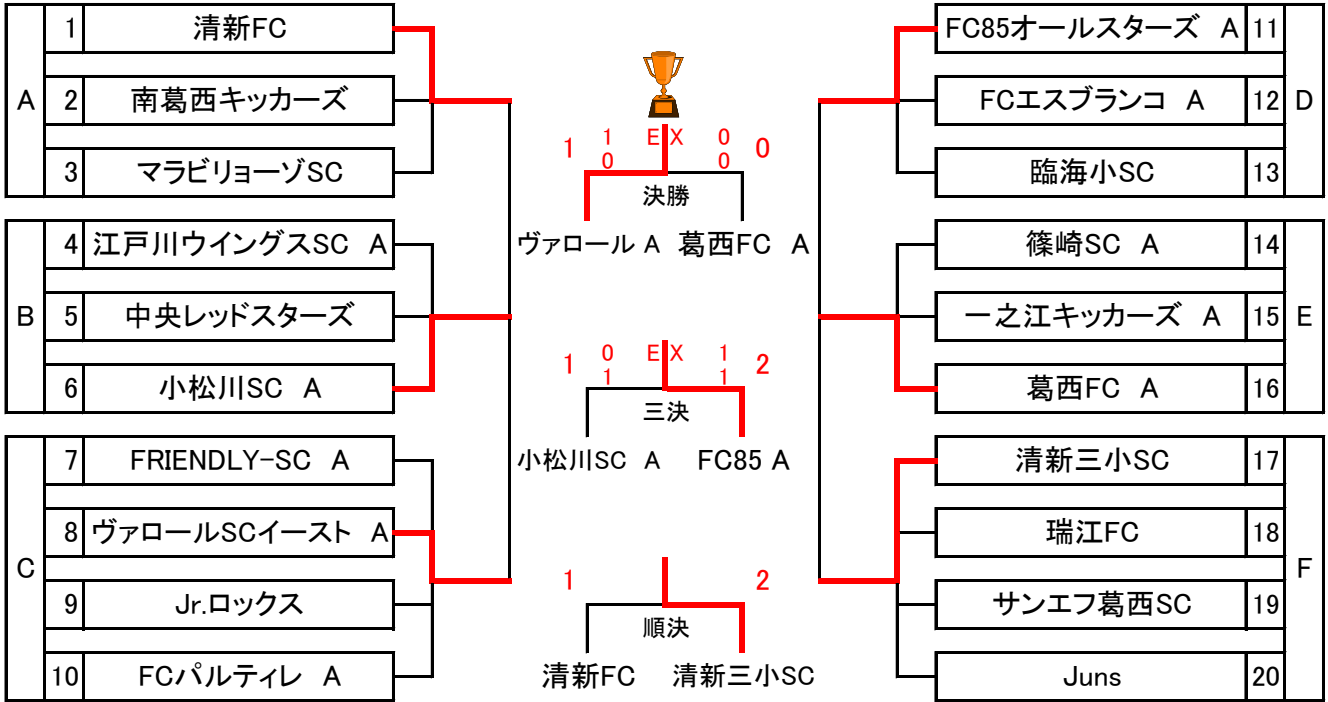 A
1 清新FC
2 南葛西キッカーズ
3 マラビリョーゾSC
B
4 江戸川ウイングスSC A
5 中央レッドスターズ
6 小松川SC A
C
7 FRIENDLY-SC A
8 ヴァロールSCイースト A
9 Jr.ロックス
10 FCパルティレ A
1 1 EX 0 0
0 0
決勝
ヴァロール A 葛西FC A
1 0 EX 1 2
1 1
三決
小松川SC A FC85 A
1 2
順決
清新FC 清新三小SC
FC85オールスターズ A 11
FCエスブランコ A 12
臨海小SC 13
D
篠崎SC A 14
一之江キッカーズ A 15
葛西FC A 16
E
清新三小SC 17
瑞江FC 18
サンエフ葛西SC 19
Juns 20
F